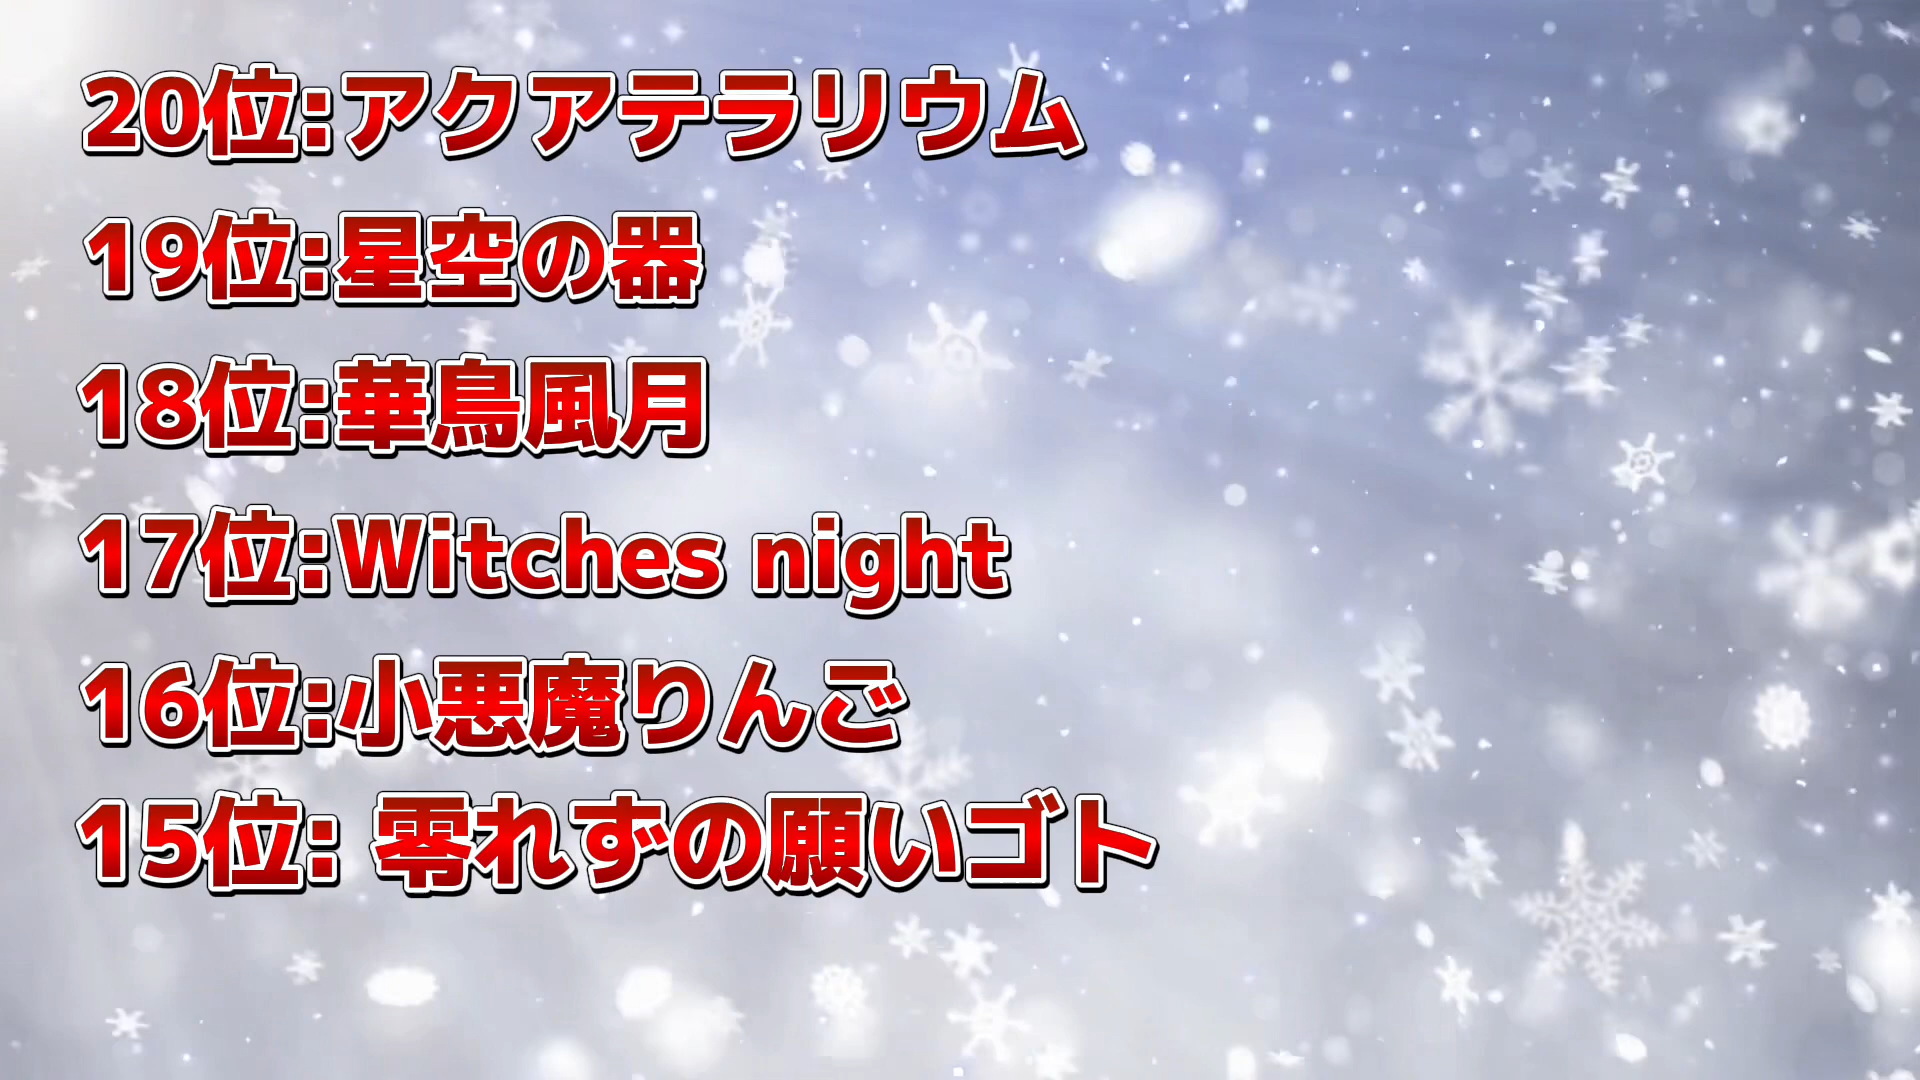 20位:アクアテラリウム
19位:星空の器
18位:華鳥風月
17位:Witches night
16位:小悪魔りんご
15位: 零れずの願いゴト